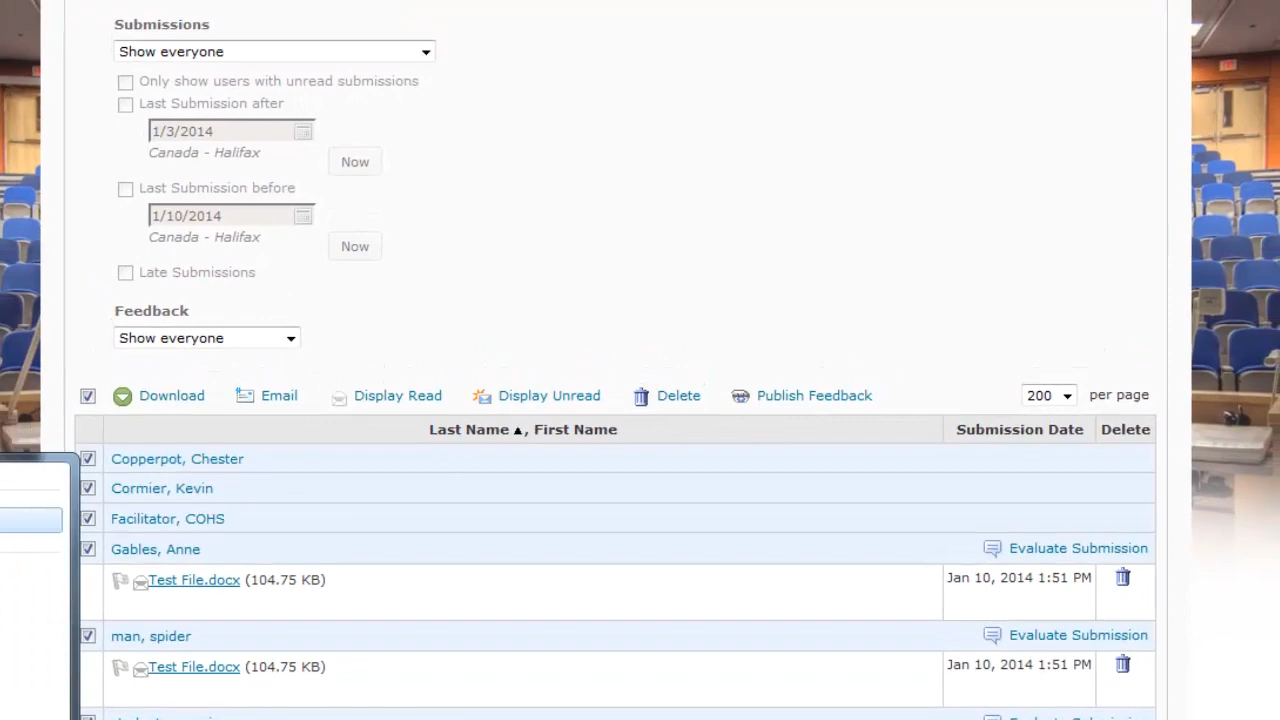 Submissions
Show everyone
Only show users with unread submissions
Last Submission after
1/3/2014
Canada - Halifax
Now
Last Submission before
1/10/2014
Canada - Halifax
Now
Late Submissions
Feedback
Show everyone
Download Email Display Read Display Unread Delete Publish Feedback 200 per page
Last Name ▲, First Name Submission Date Delete
Copperpot, Chester
Cormier, Kevin
Facilitator, COHS
Gables, Anne Evaluate Submission
Test File.docx (104.75 KB) Jan 10, 2014 1:51 PM
man, spider Evaluate Submission
Test File.docx (104.75 KB) Jan 10, 2014 1:51 PM